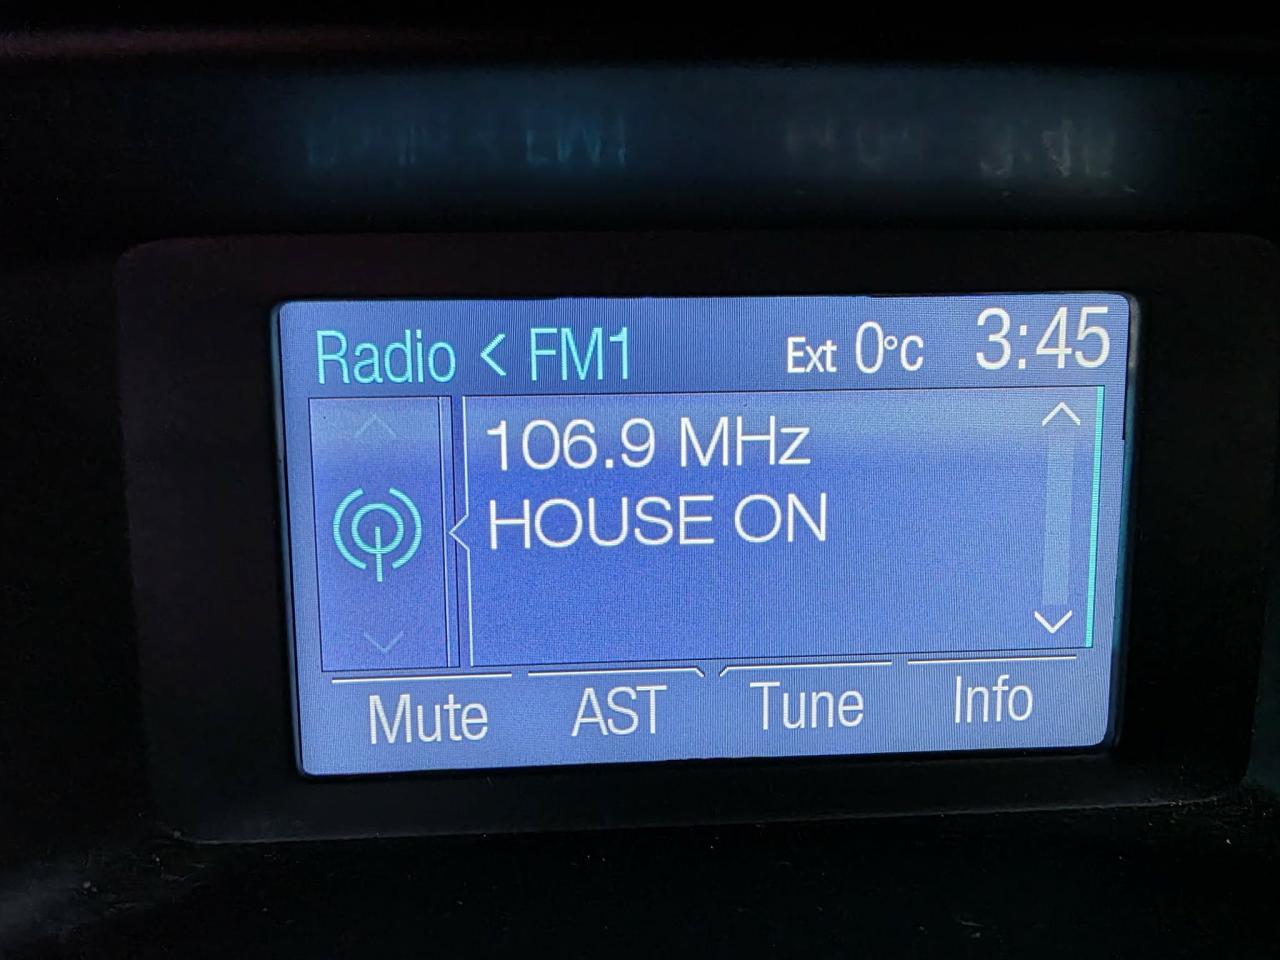 Radio < FM1 Ext 0°C 3:45
106.9 MHz
HOUSE ON
Mute AST Tune Info